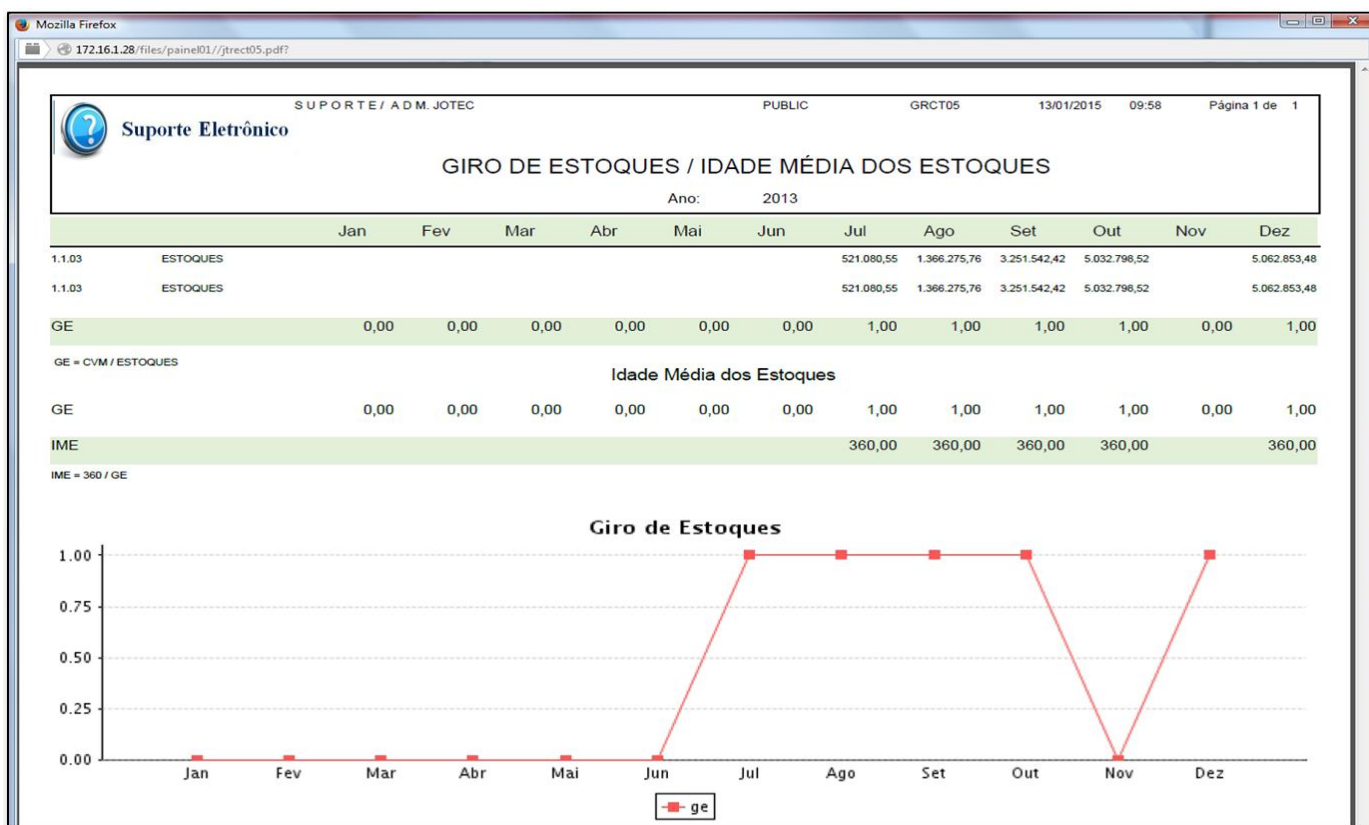 Mozilla Firefox
172.16.1.28/files/painel01//jtrect05.pdf?
SUPORTE/ ADM. JOTEC PUBLIC GRCT05 13/01/2015 09:58 Página 1 de 1
Suporte Eletrônico
GIRO DE ESTOQUES / IDADE MÉDIA DOS ESTOQUES
Ano: 2013
Jan Fev Mar Abr Mai Jun Jul Ago Set Out Nov Dez
1.1.03 ESTOQUES 521.080,55 1.366.275,76 3.251.542,42 5.032.798,52 5.062.853,48
1.1.03 ESTOQUES 521.080,55 1.366.275,76 3.251.542,42 5.032.798,52 5.062.853,48
GE 0,00 0,00 0,00 0,00 0,00 0,00 1,00 1,00 1,00 1,00 0,00 1,00
GE = CVM / ESTOQUES
Idade Média dos Estoques
GE 0,00 0,00 0,00 0,00 0,00 0,00 1,00 1,00 1,00 1,00 0,00 1,00
IME 360,00 360,00 360,00 360,00 360,00
IME = 360 / GE
Giro de Estoques
1.00
0.75
0.50
0.25
0.00
Jan Fev Mar Abr Mai Jun Jul Ago Set Out Nov Dez
ge